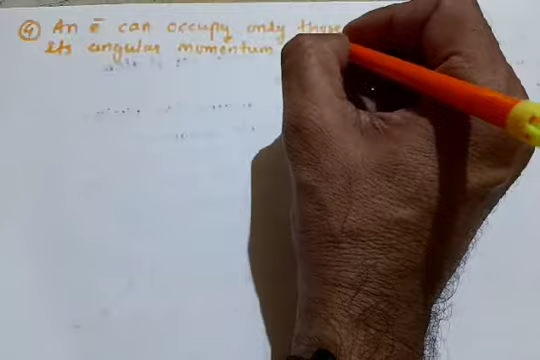 ④ An ē can occupy only those
its angular momentum